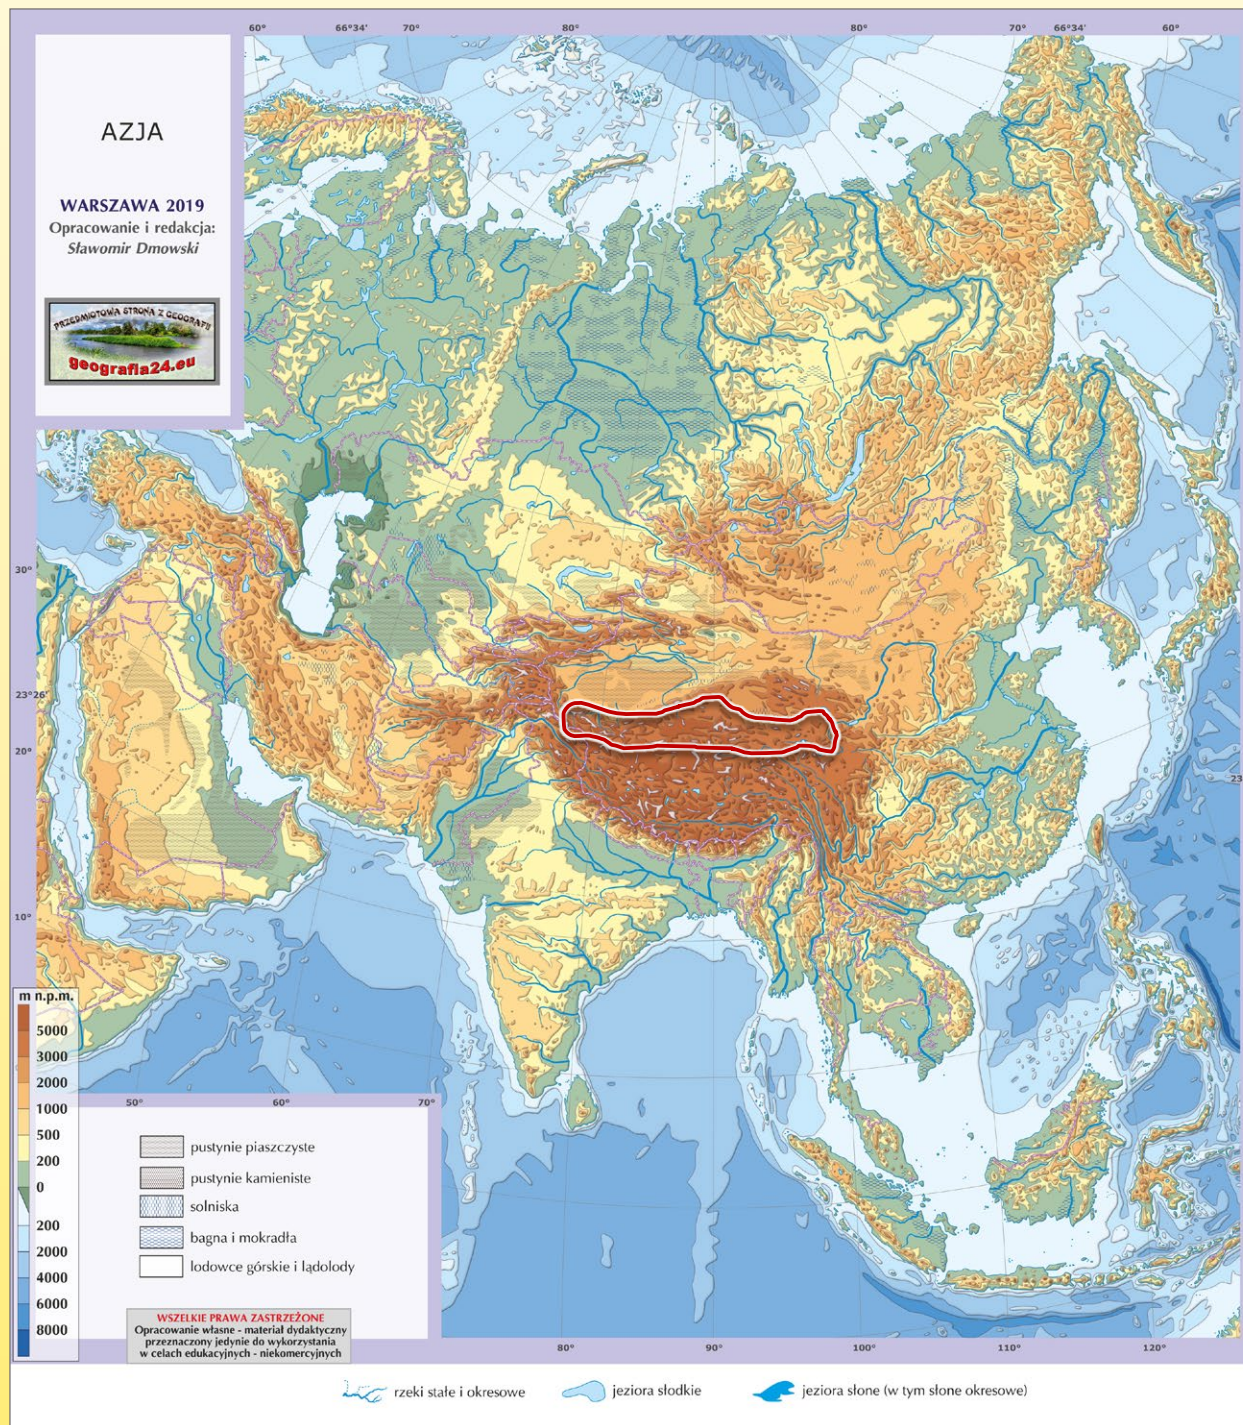 60°
66°34'
70°
80°
80°
70°
66°34'
60°
AZJA
WARSZAWA 2019
Opracowanie i redakcja:
Sławomir Dmowski
PRZEDMIOTOWA STRONA Z GEOGRAFII
geografia24.eu
30°
23°26'
20°
10°
23
m n.p.m.
5000
3000
2000
1000
500
200
0
200
2000
4000
6000
8000
50°
60°
70°
pustynie piaszczyste
pustynie kamieniste
solniska
bagna i mokradła
lodowce górskie i lądolody
WSZELKIE PRAWA ZASTRZEŻONE
Opracowanie własne - materiał dydaktyczny
przeznaczony jedynie do wykorzystania
w celach edukacyjnych - niekomercyjnych
80°
90°
100°
110°
120°
rzeki stałe i okresowe
jeziora słodkie
jeziora słone (w tym słone okresowe)